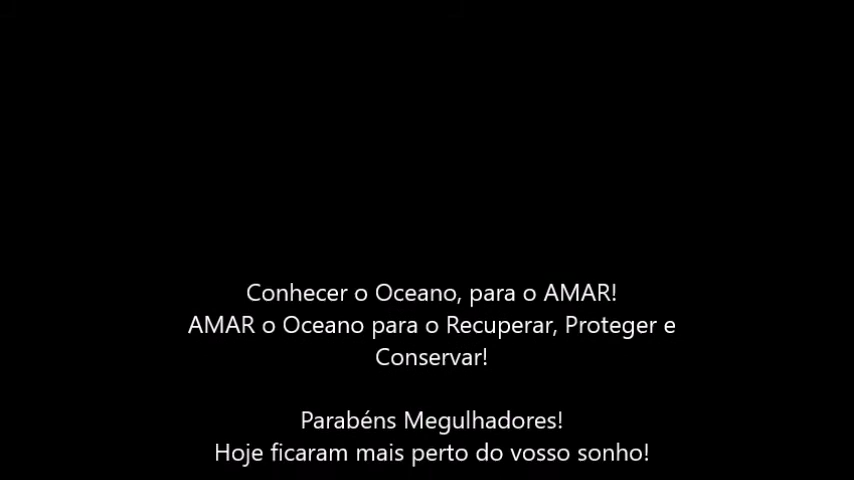 Conhecer o Oceano, para o AMAR!
AMAR o Oceano para o Recuperar, Proteger e
Conservar!
Parabéns Megulhadores!
Hoje ficaram mais perto do vosso sonho!